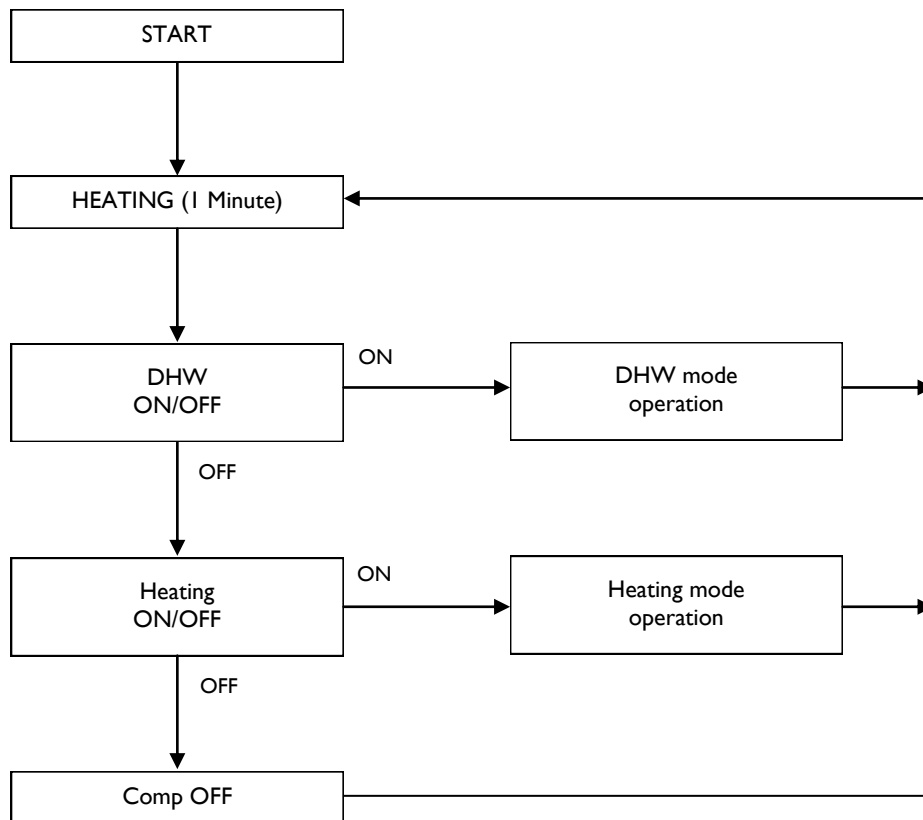 START
HEATING (1 Minute)
DHW
ON/OFF
ON
DHW mode
operation
OFF
Heating
ON/OFF
ON
Heating mode
operation
OFF
Comp OFF